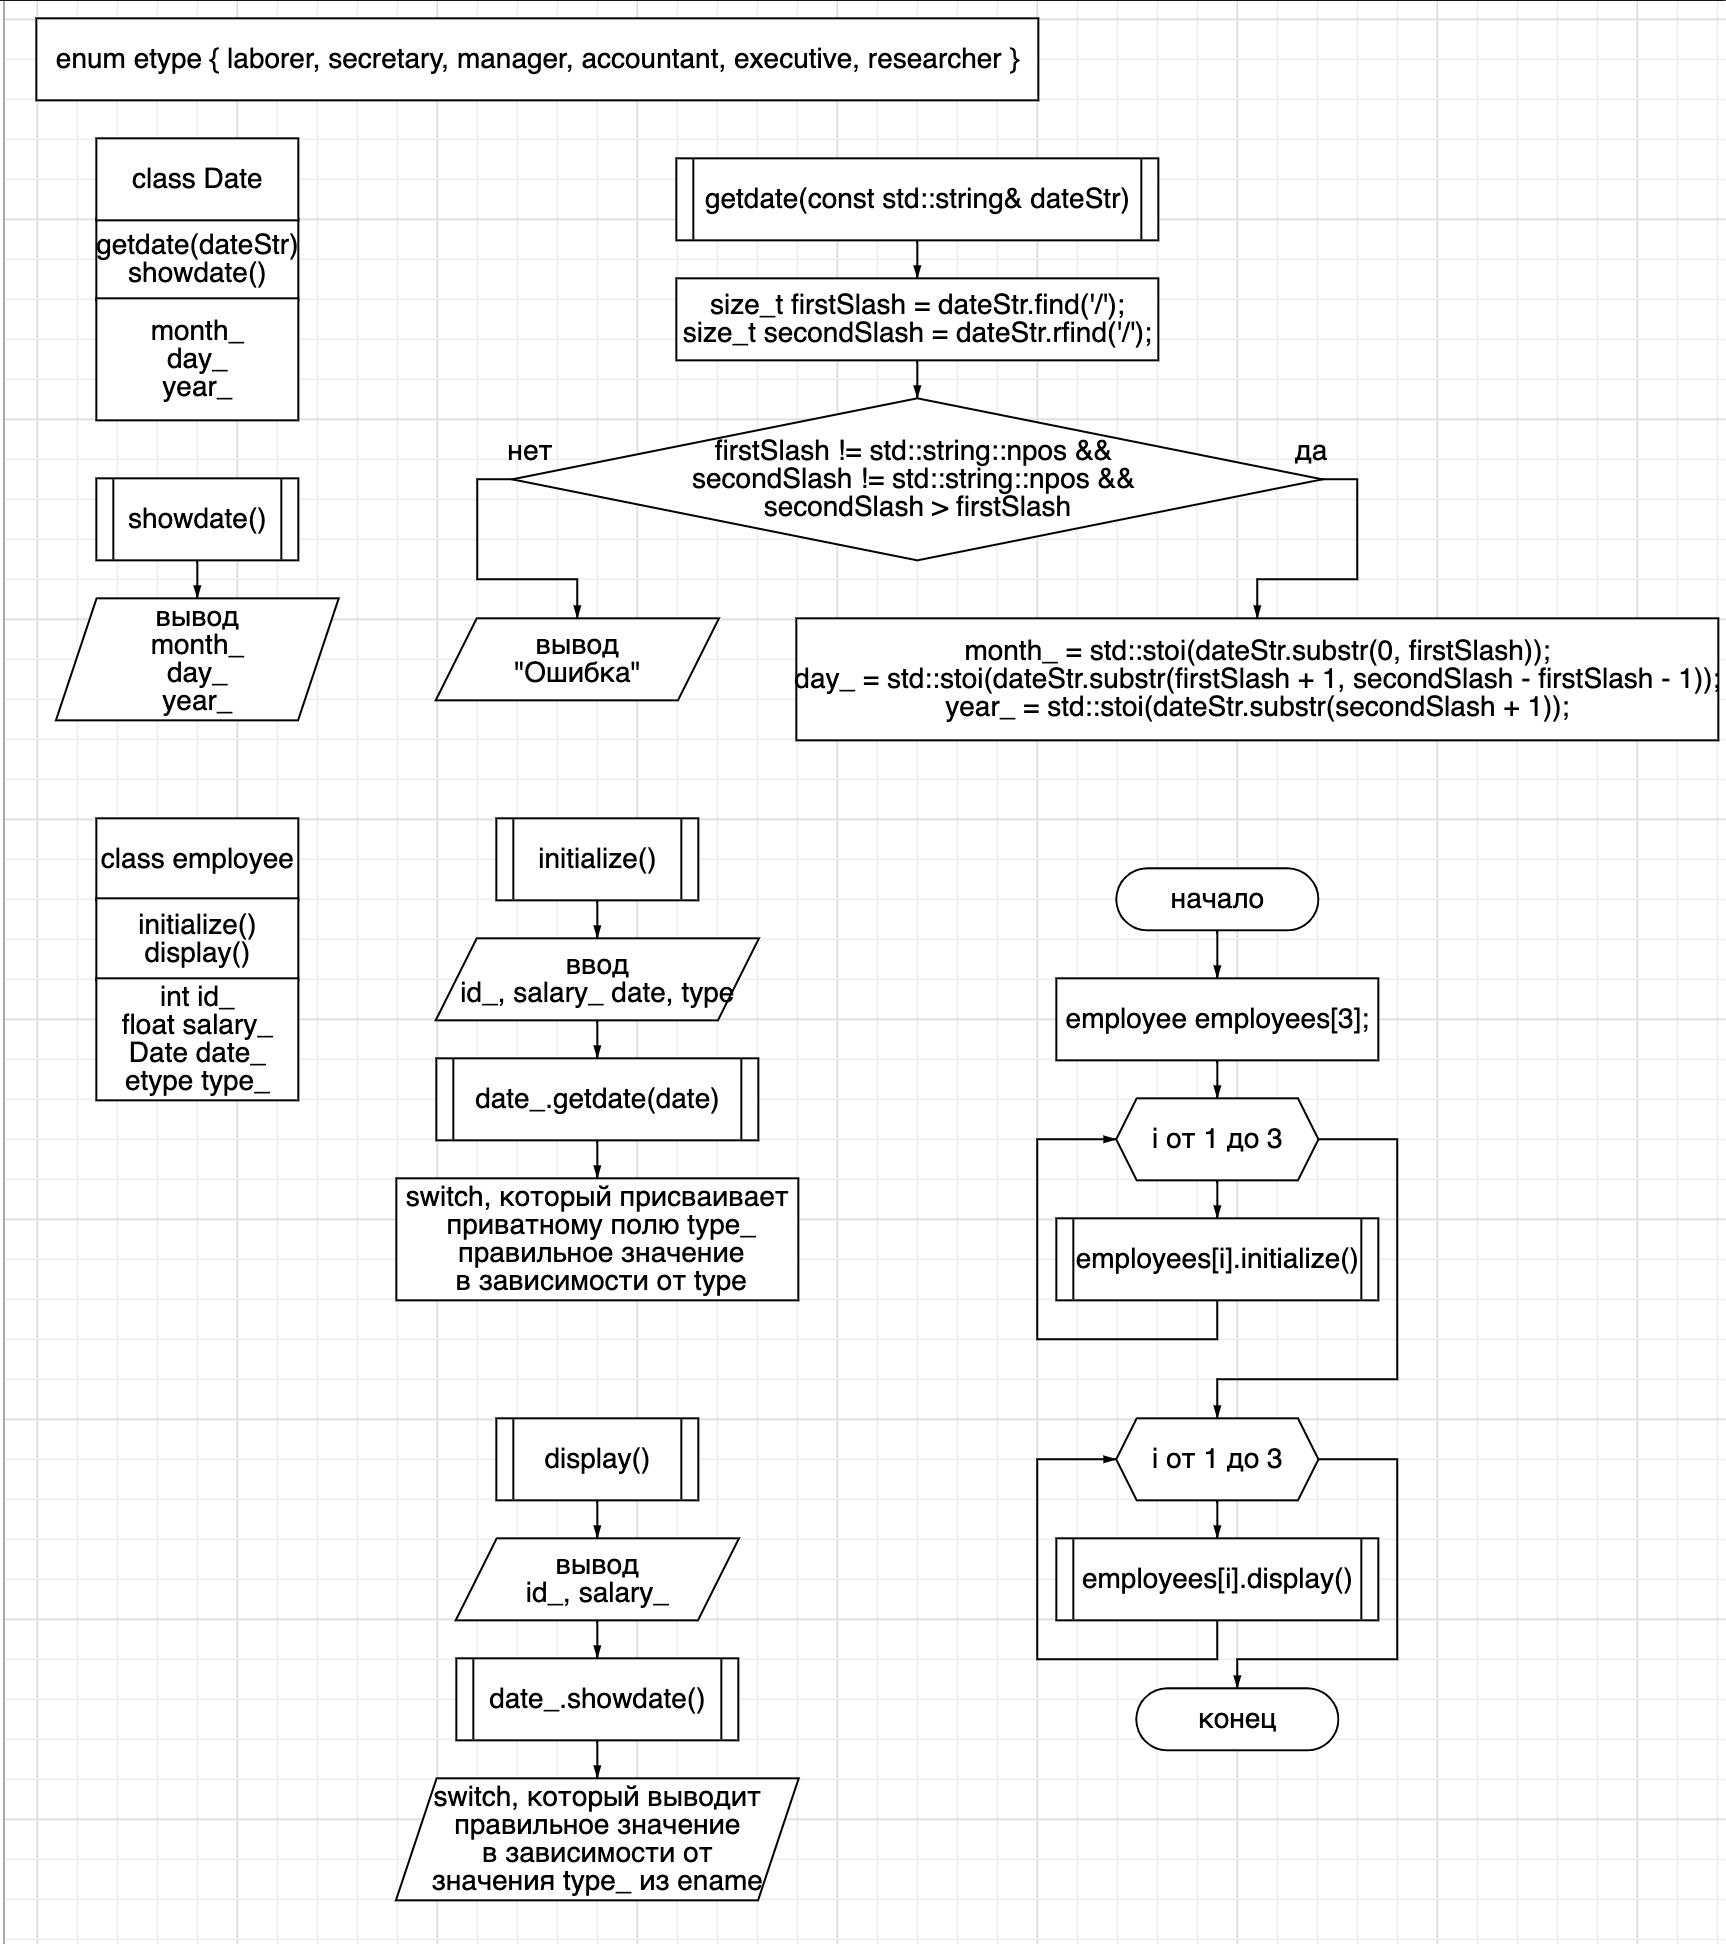 enum etype { laborer, secretary, manager, accountant, executive, researcher }
class Date
getdate(dateStr)
showdate()
month_
day_
year_
getdate(const std::string& dateStr)
size_t firstSlash = dateStr.find('/');
size_t secondSlash = dateStr.rfind('/');
нет
firstSlash != std::string::npos &&
secondSlash != std::string::npos &&
secondSlash > firstSlash
да
showdate()
вывод
month_
day_
year_
вывод
"Ошибка"
month_ = std::stoi(dateStr.substr(0, firstSlash));
day_ = std::stoi(dateStr.substr(firstSlash + 1, secondSlash - firstSlash - 1));
year_ = std::stoi(dateStr.substr(secondSlash + 1));
class employee
initialize()
display()
int id_
float salary_
Date date_
etype type_
initialize()
ввод
id_, salary_ date, type
date_.getdate(date)
switch, который присваивает
приватному полю type_
правильное значение
в зависимости от type
display()
вывод
id_, salary_
date_.showdate()
switch, который выводит
правильное значение
в зависимости от
значения type_ из ename
начало
employee employees[3];
i от 1 до 3
employees[i].initialize()
i от 1 до 3
employees[i].display()
конец